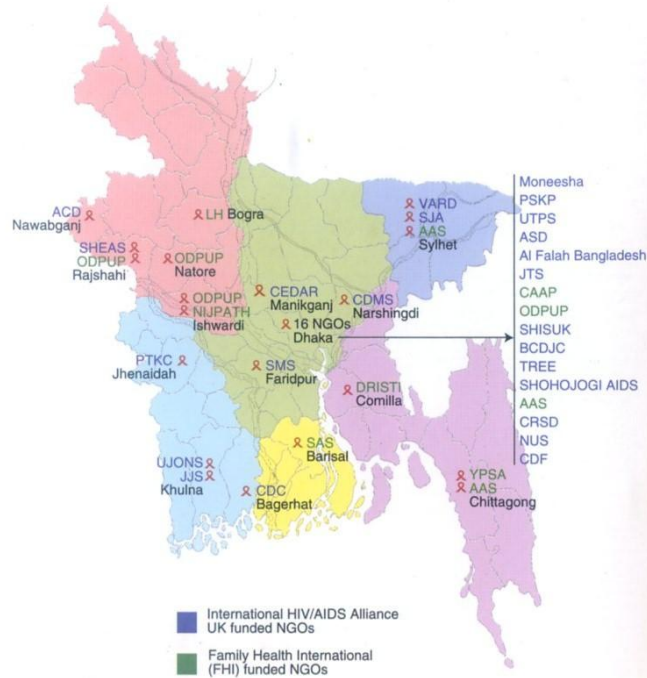 ACD
Nawabganj
LH Bogra
SHEAS
ODPUP
Rajshahi
ODPUP
Natore
ODPUP
NIJPATH
Ishwardi
VARD
SJA
AAS
Sylhet
CEDAR
Manikganj
CDMS
Narshingdi
16 NGOs
Dhaka
PTKC
Jhenaidah
SMS
Faridpur
DRISTI
Comilla
SAS
Barisal
UJONS
JJS
Khulna
CDC
Bagerhat
YPSA
AAS
Chittagong
Moneesha
PSKP
UTPS
ASD
Al Falah Bangladesh
JTS
CAAP
ODPUP
SHISUK
BCDJC
TREE
SHOHOJOGI AIDS
AAS
CRSD
NUS
CDF
International HIV/AIDS Alliance
UK funded NGOs
Family Health International
(FHI) funded NGOs